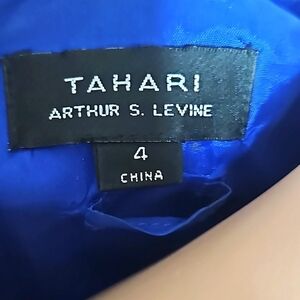 TAHARI
ARTHUR S. LEVINE
4
CHINA